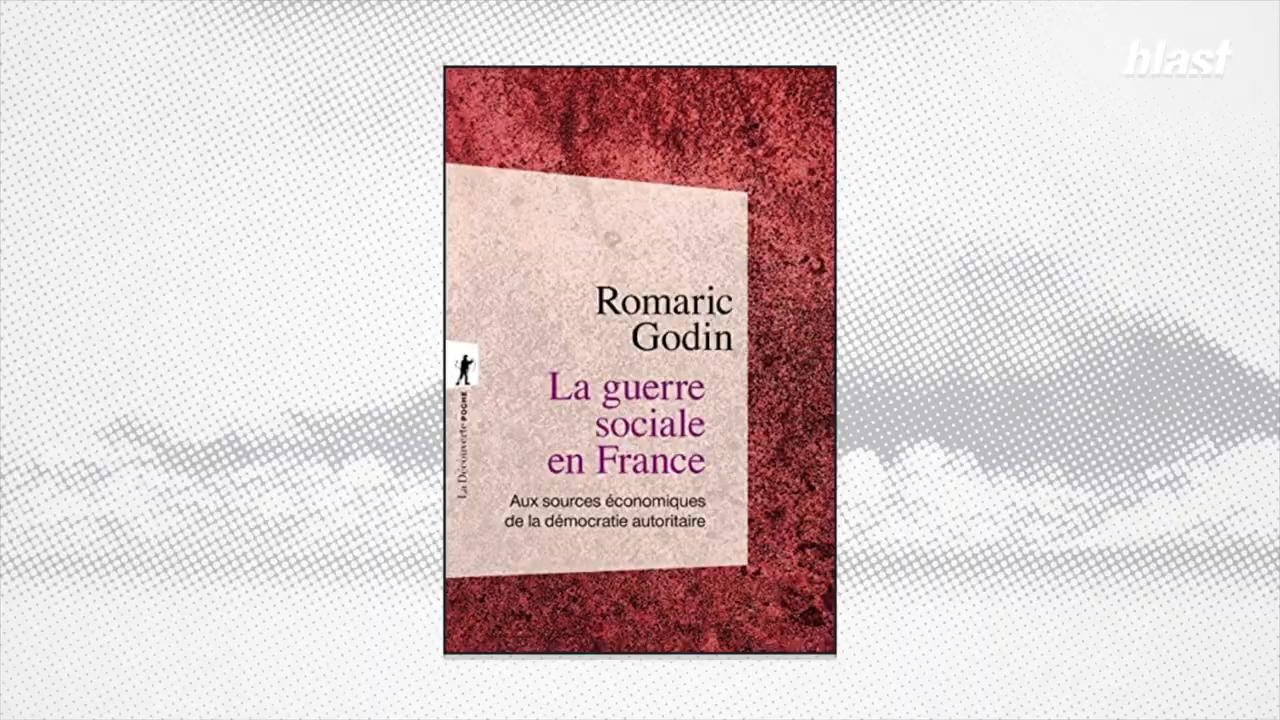 blast
Romaric
Godin
La guerre
sociale
en France
Aux sources économiques
de la démocratie autoritaire
La Découverte POCHE